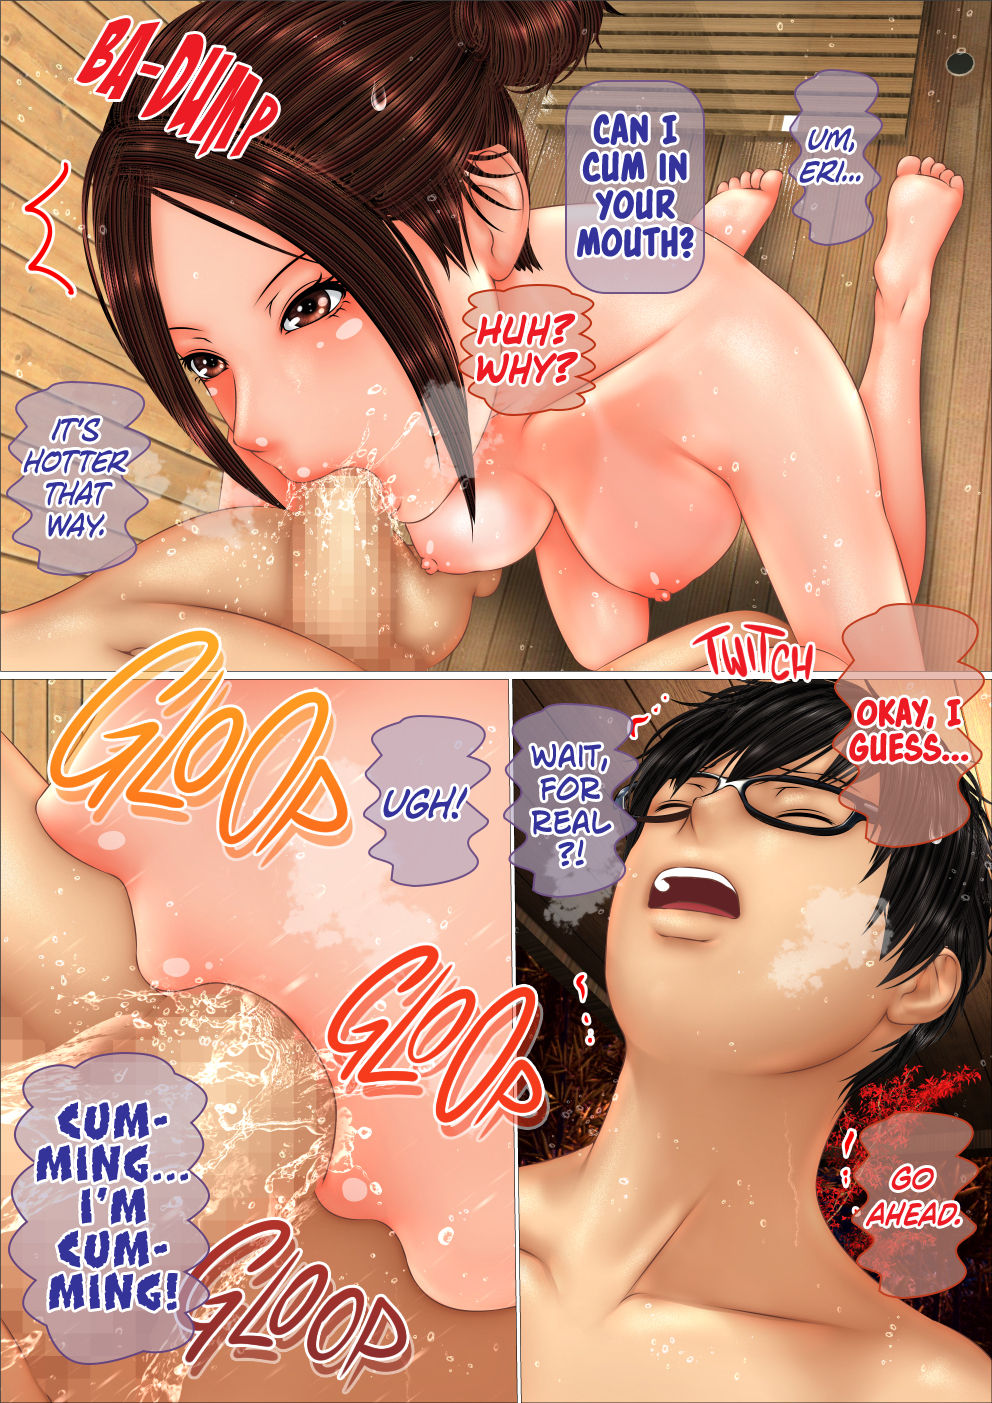 BA-DUMP
UM,
ERI...
CAN I
CUM IN
YOUR
MOUTH?
HUH?
WHY?
IT'S
HOTTER
THAT
WAY.
TWITCH
OKAY, I
GUESS...
WAIT,
FOR
REAL
?!
GO
AHEAD.
GLOOP
UGH!
GLOOP
CUM-
MING...
I'M
CUM-
MING!
GLOOP